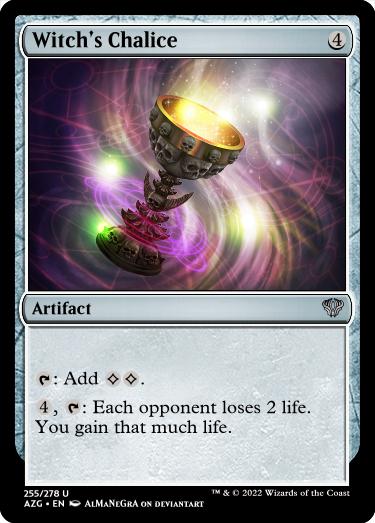 Witch's Chalice 4
Artifact
: Add .
4, : Each opponent loses 2 life.
You gain that much life.
255/278 U
AZG • EN AlMaNeGrA on deviantart
™ & © 2022 Wizards of the Coast